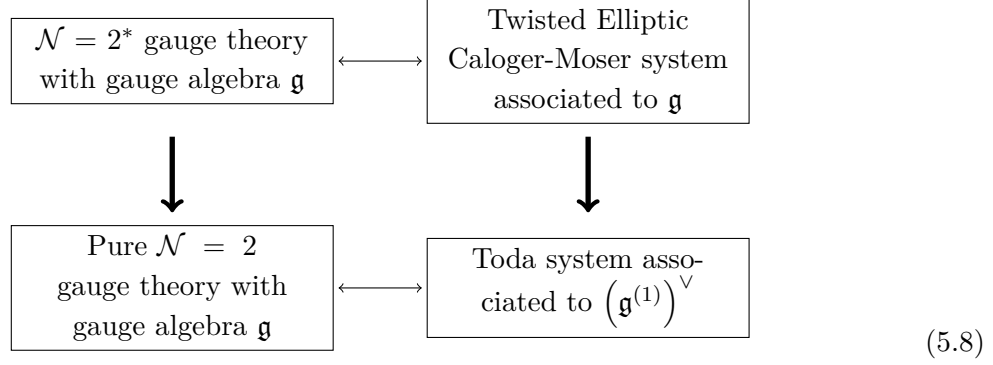 𝒩 = 2* gauge theory
with gauge algebra 𝔤
Twisted Elliptic
Caloger-Moser system
associated to 𝔤
Pure 𝒩 = 2
gauge theory with
gauge algebra 𝔤
Toda system asso-
ciated to (𝔤⁽¹⁾)^∨
(5.8)